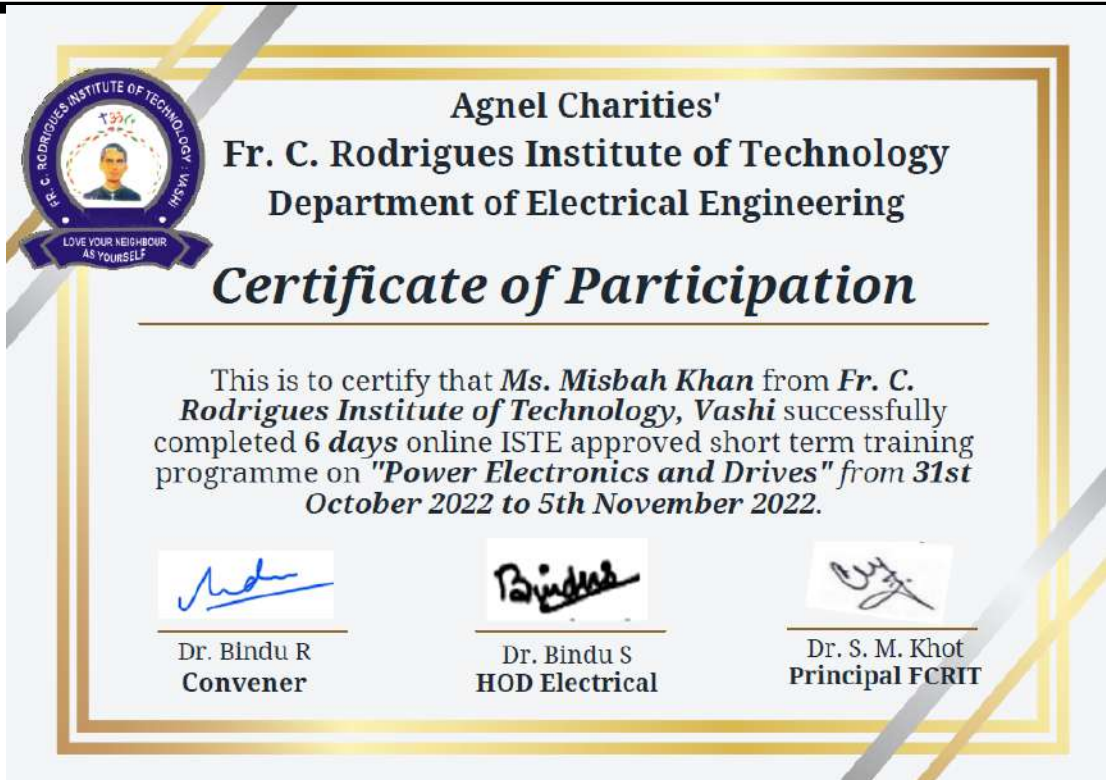 FR. C. RODRIGUES INSTITUTE OF TECHNOLOGY : VASHI
LOVE YOUR NEIGHBOUR
AS YOURSELF
Agnel Charities'
Fr. C. Rodrigues Institute of Technology
Department of Electrical Engineering
Certificate of Participation
This is to certify that Ms. Misbah Khan from Fr. C.
Rodrigues Institute of Technology, Vashi successfully
completed 6 days online ISTE approved short term training
programme on "Power Electronics and Drives" from 31st
October 2022 to 5th November 2022.
Bindu S
Dr. Bindu R
Convener
Dr. Bindu S
HOD Electrical
Dr. S. M. Khot
Principal FCRIT